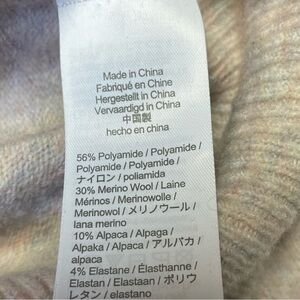 Made in China
Fabriqué en Chine
Hergestellt in China
Vervaardigd in China
中国製
hecho en china
56% Polyamide / Polyamide /
Polyamide / Polyamide /
ナイロン / poliamida
30% Merino Wool / Laine
Mérinos / Merinowolle /
Merinowol / メリノウール /
lana merino
10% Alpaca / Alpaga /
Alpaka / Alpaca / アルパカ /
alpaca
4% Elastane / Élasthanne /
Elastan / Elastaan / ポリウ
レタン / elastano